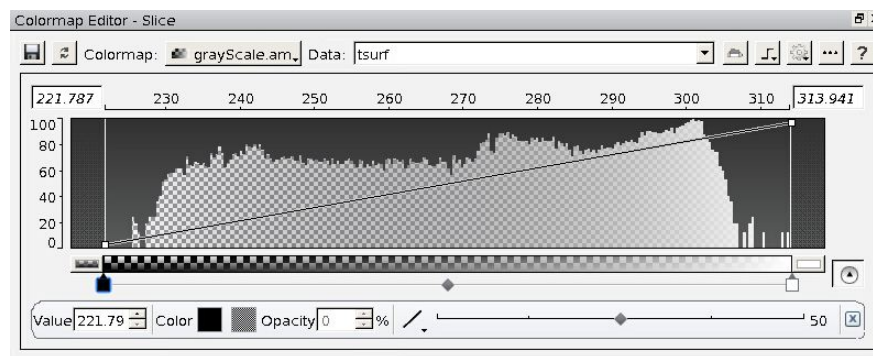 Colormap Editor - Slice
Colormap: grayScale.am Data: tsurf ?
221.787 230 240 250 260 270 280 290 300 310 313.941
100
80
60
40
20
0
Value 221.79 Color Opacity 0 % 50